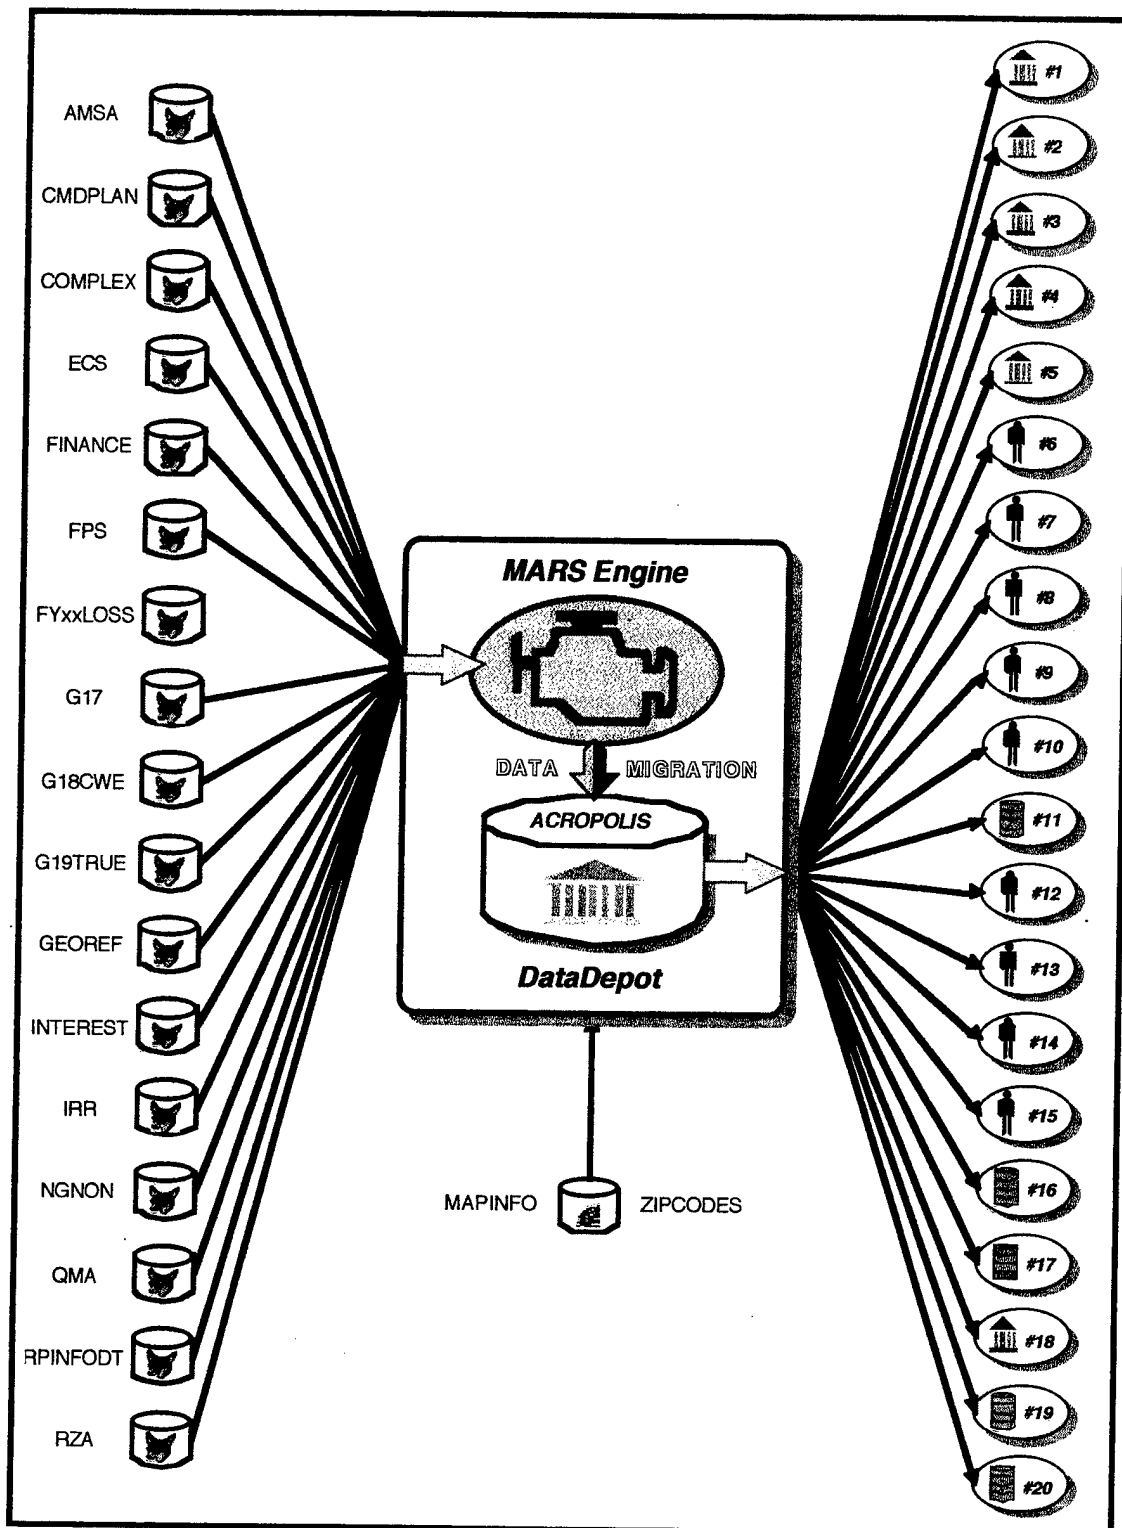 AMSA
CMDPLAN
COMPLEX
ECS
FINANCE
FPS
FYxxLOSS
G17
G18CWE
G19TRUE
GEOREF
INTEREST
IRR
NGNON
QMA
RPINFODT
RZA
MARS Engine
DATA MIGRATION
ACROPOLIS
DataDepot
MAPINFO ZIPCODES
#1
#2
#3
#4
#5
#6
#7
#8
#9
#10
#11
#12
#13
#14
#15
#16
#17
#18
#19
#20